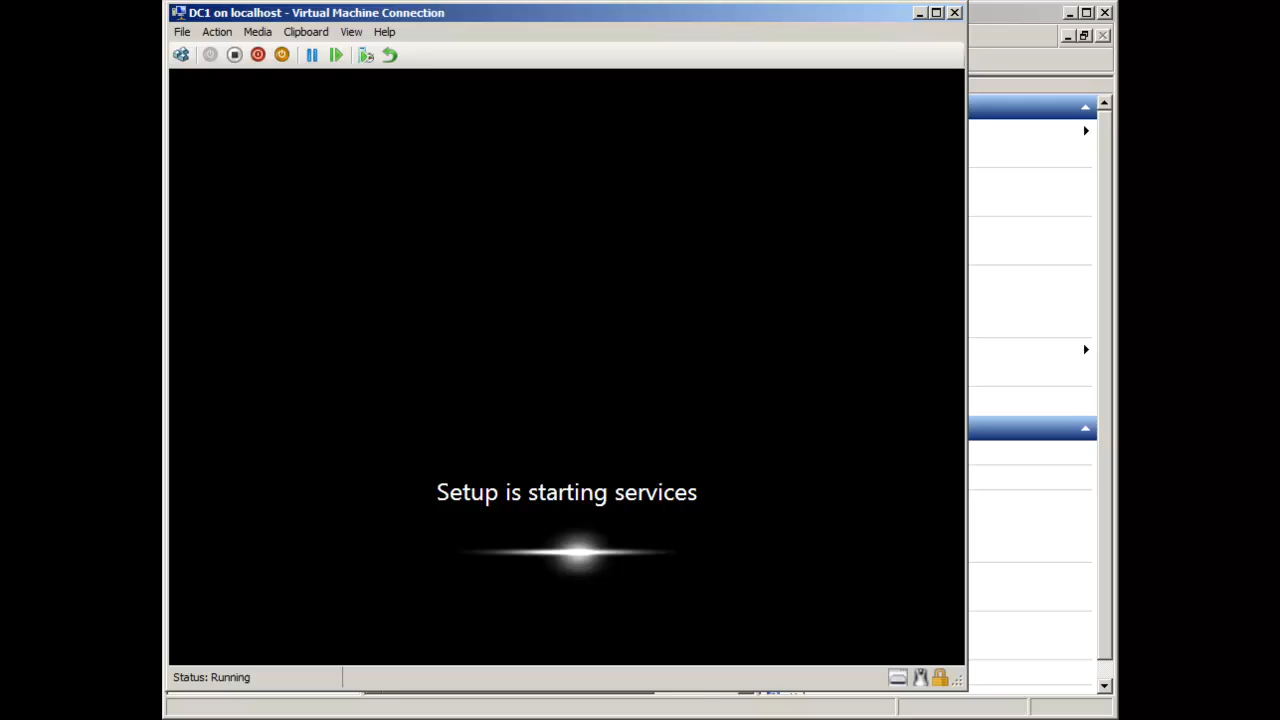 DC1 on localhost - Virtual Machine Connection
File Action Media Clipboard View Help
Setup is starting services
Status: Running